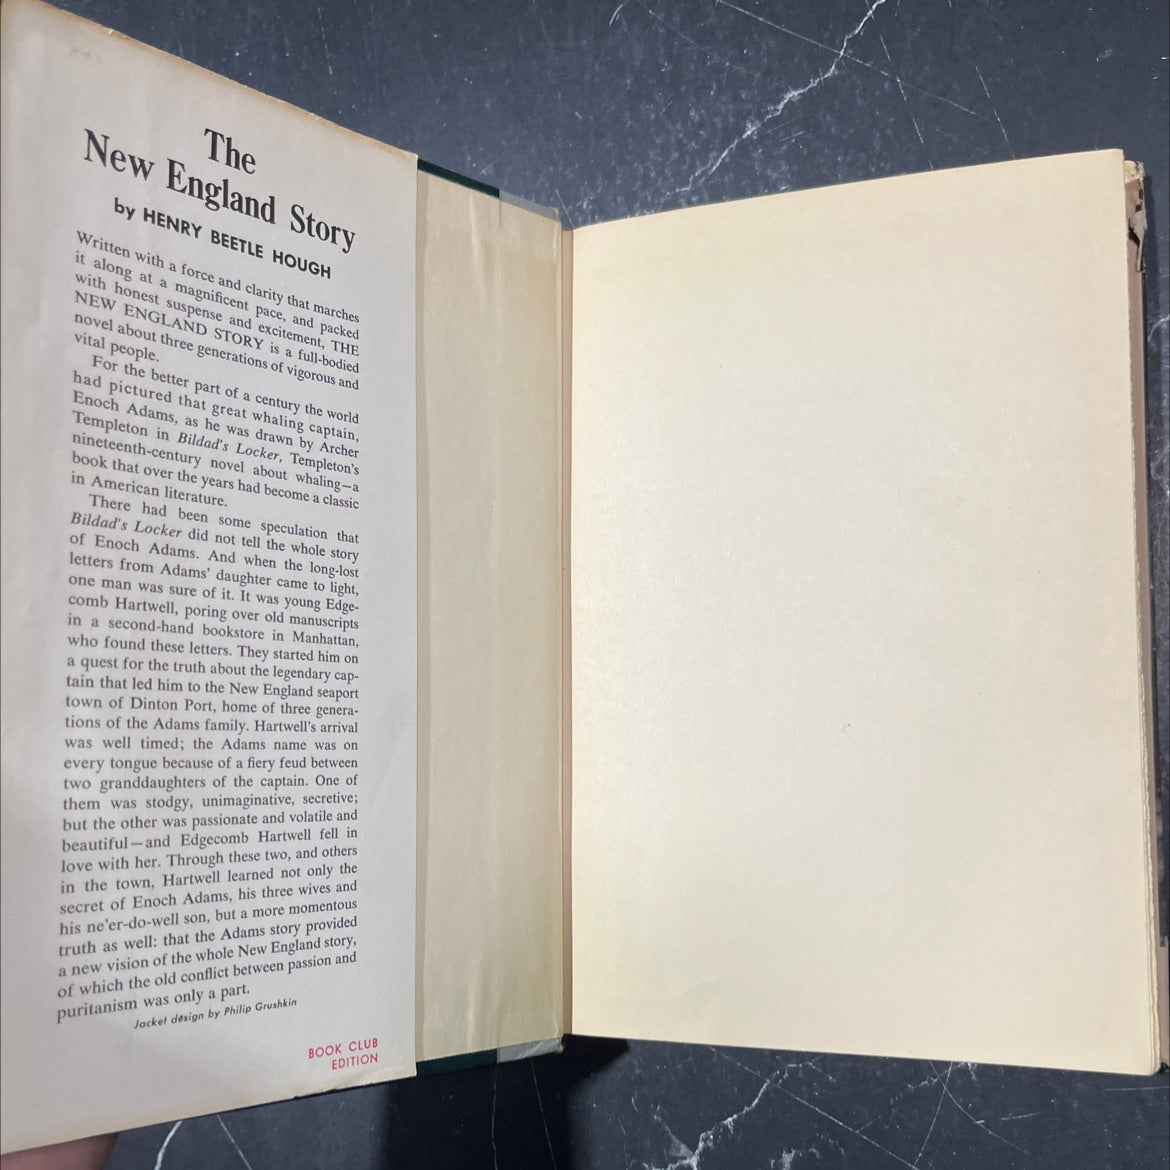 The
New England Story
by HENRY BEETLE HOUGH
Written with a force and clarity that marches
it along at a magnificent pace, and packed
with honest suspense and excitement, THE
NEW ENGLAND STORY is a full-bodied
novel about three generations of vigorous and
vital people.
For the better part of a century the world
had pictured that great whaling captain,
Enoch Adams, as he was drawn by Archer
Templeton in Bildad's Locker, Templeton's
nineteenth-century novel about whaling—a
book that over the years had become a classic
in American literature.
There had been some speculation that
Bildad's Locker did not tell the whole story
of Enoch Adams. And when the long-lost
letters from Adams' daughter came to light,
one man was sure of it. It was young Edge-
comb Hartwell, poring over old manuscripts
in a second-hand bookstore in Manhattan,
who found these letters. They started him on
a quest for the truth about the legendary cap-
tain that led him to the New England seaport
town of Dinton Port, home of three genera-
tions of the Adams family. Hartwell's arrival
was well timed; the Adams name was on
every tongue because of a fiery feud between
two granddaughters of the captain. One of
them was stodgy, unimaginative, secretive;
but the other was passionate and volatile and
beautiful—and Edgecomb Hartwell fell in
love with her. Through these two, and others
in the town, Hartwell learned not only the
secret of Enoch Adams, his three wives and
his ne'er-do-well son, but a more momentous
truth as well: that the Adams story provided
a new vision of the whole New England story,
of which the old conflict between passion and
puritanism was only a part.
Jacket design by Philip Grushkin
BOOK CLUB
EDITION